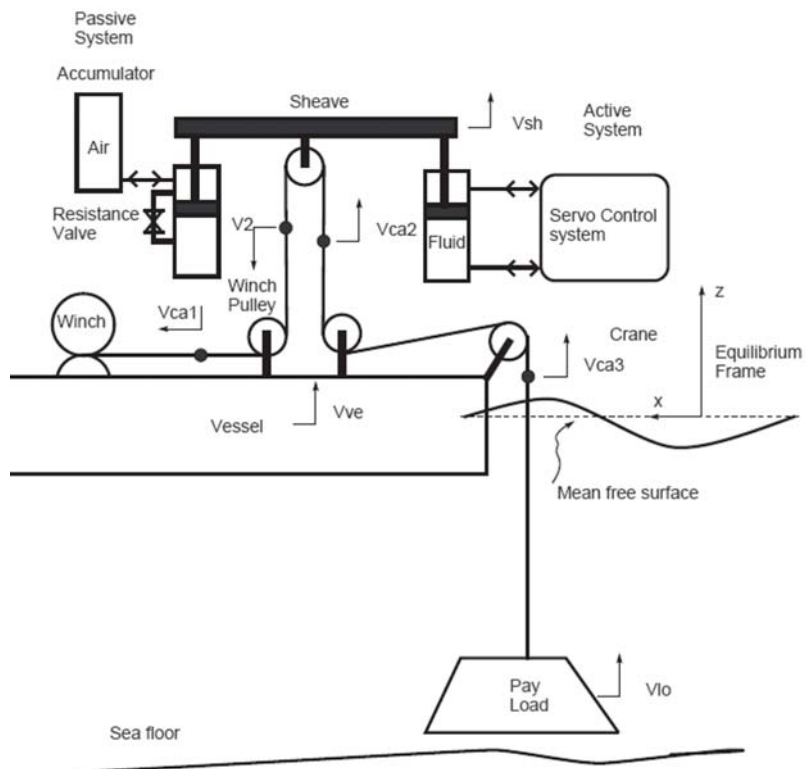 Passive
System
Accumulator
Air
Resistance
Valve
Sheave
Vsh
Active
System
V2
Vca2
Fluid
Servo Control
system
Winch
Pulley
Vca1
Winch
z
Crane
Vca3
Equilibrium
Frame
x
Vessel
Vve
Mean free surface
Pay
Load
Vlo
Sea floor